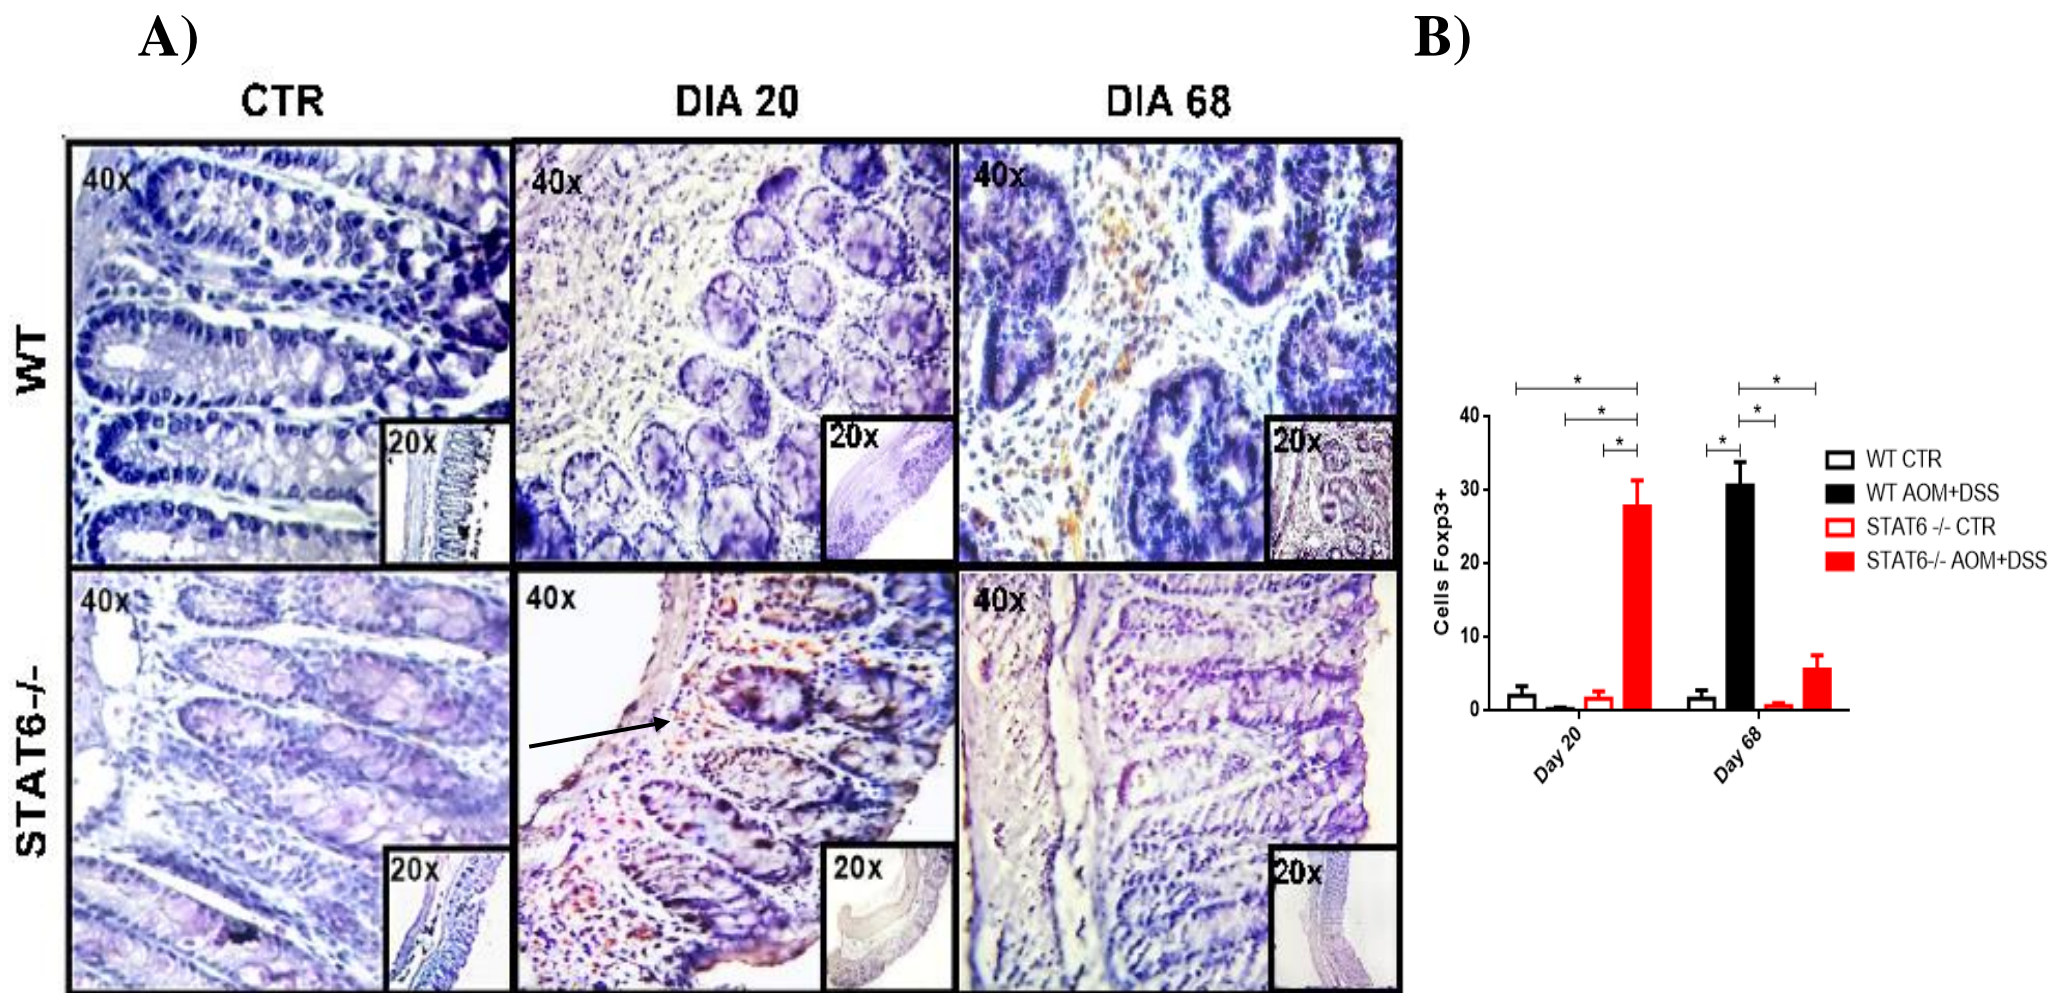 A)
B)
CTR
DIA 20
DIA 68
WT
40x
20x
40x
20x
40x
20x
STAT6-/-
40x
20x
40x
20x
40x
20x
* *
* *
* *
40
30
20
10
0
Cells Foxp3+
Day 20
Day 68
WT CTR
WT AOM+DSS
STAT6 -/- CTR
STAT6-/- AOM+DSS